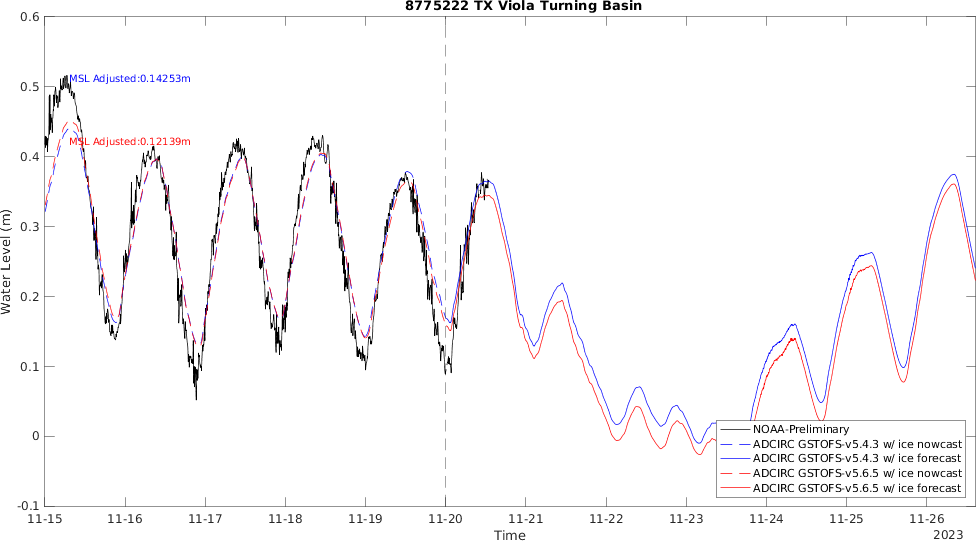 8775222 TX Viola Turning Basin
0.6
0.5
0.4
0.3
0.2
0.1
0
-0.1
Water Level (m)
MSL Adjusted:0.14253m
MSL Adjusted:0.12139m
NOAA-Preliminary
ADCIRC GSTOFS-v5.4.3 w/ ice nowcast
ADCIRC GSTOFS-v5.4.3 w/ ice forecast
ADCIRC GSTOFS-v5.6.5 w/ ice nowcast
ADCIRC GSTOFS-v5.6.5 w/ ice forecast
11-15 11-16 11-17 11-18 11-19 11-20 11-21 11-22 11-23 11-24 11-25 11-26
Time
2023